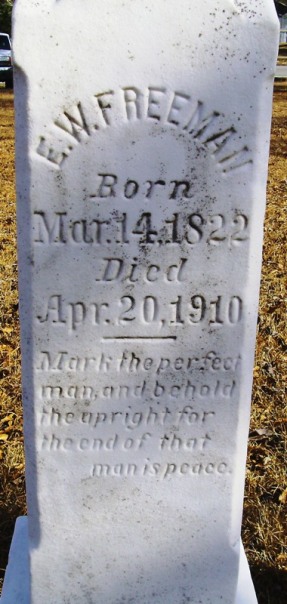 E.W.FREEMAN
Born
Mar.14,1822
Died
Apr.20,1910
Mark the perfect
man, and behold
the upright for
the end of that
man is peace.